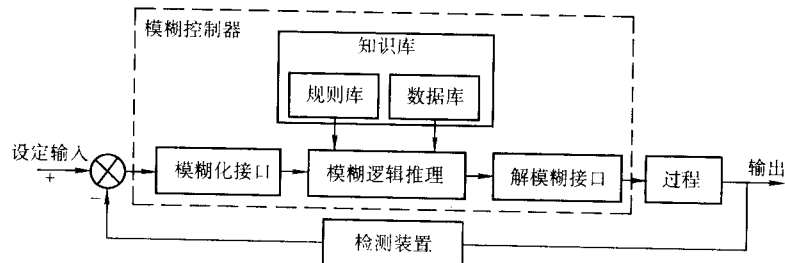 模糊控制器
知识库
规则库
数据库
设定输入
+
−
模糊化接口
模糊逻辑推理
解模糊接口
过程
输出
检测装置